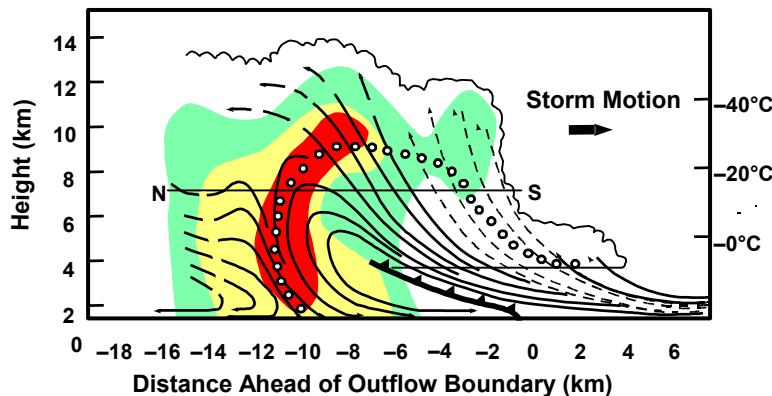 14
12
10
8
6
4
2
0
Height (km)
N
S
Storm Motion
–40°C
–20°C
–0°C
–18 –16 –14 –12 –10 –8 –6 –4 –2 0 2 4 6
Distance Ahead of Outflow Boundary (km)